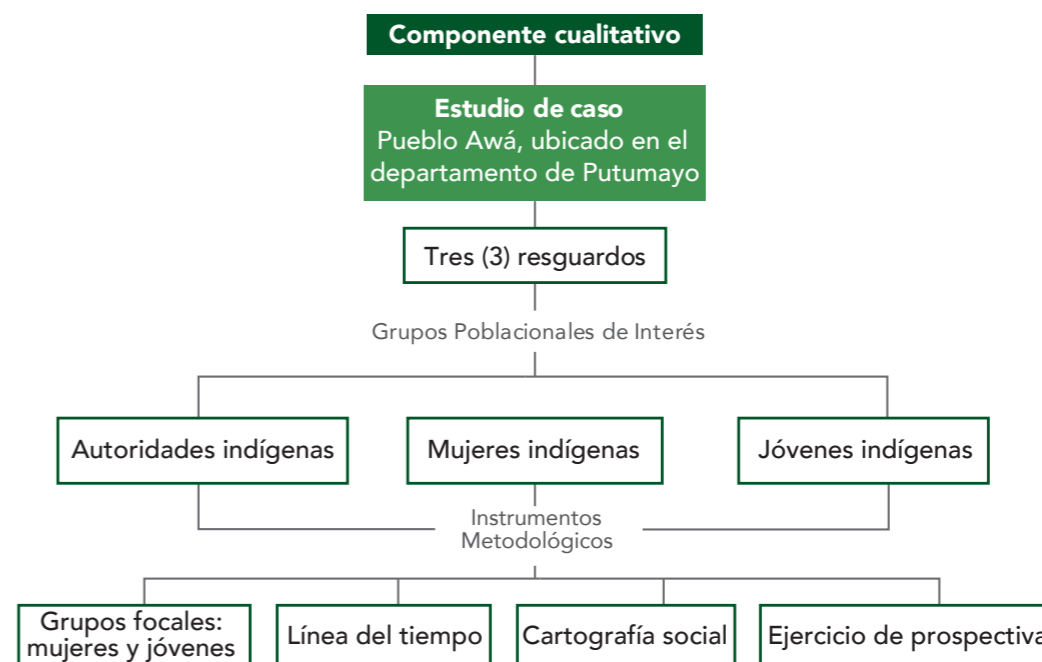 Componente cualitativo
Estudio de caso
Pueblo Awá, ubicado en el
departamento de Putumayo
Tres (3) resguardos
Grupos Poblacionales de Interés
Autoridades indígenas
Mujeres indígenas
Jóvenes indígenas
Instrumentos
Metodológicos
Grupos focales:
mujeres y jóvenes
Línea del tiempo
Cartografía social
Ejercicio de prospectiva